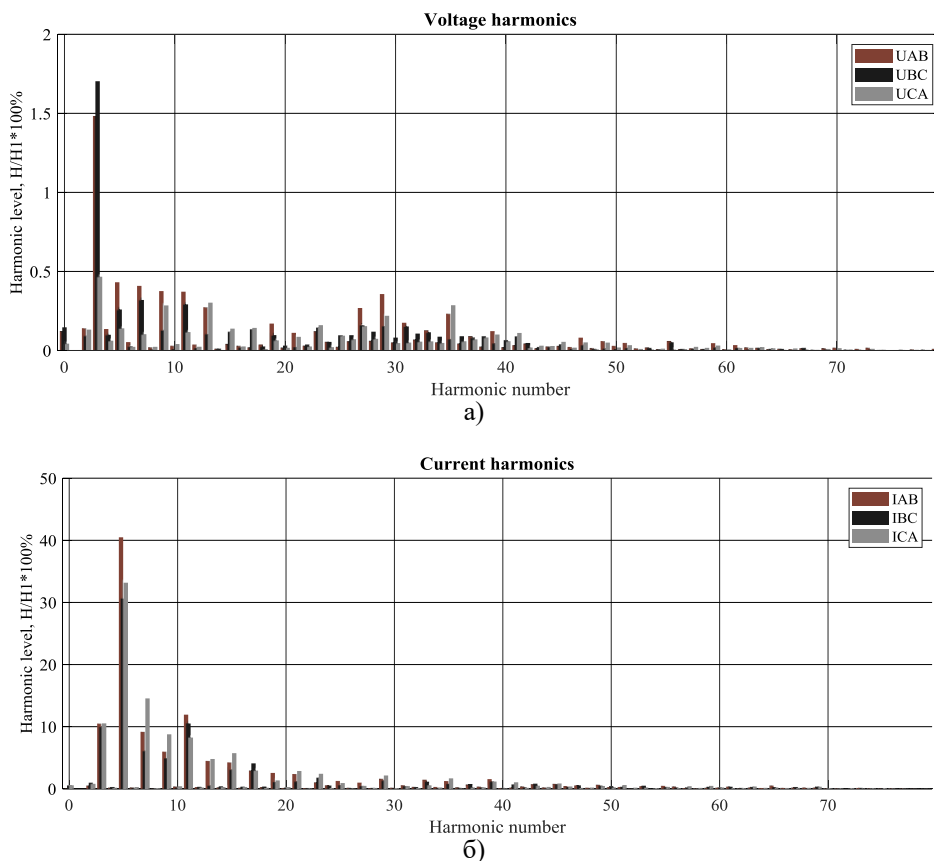 Voltage harmonics
Harmonic level, H/H1*100%
2
1.5
1
0.5
0
UAB
UBC
UCA
0 10 20 30 40 50 60 70
Harmonic number
а)
Current harmonics
Harmonic level, H/H1*100%
50
40
30
20
10
0
IAB
IBC
ICA
0 10 20 30 40 50 60 70
Harmonic number
б)